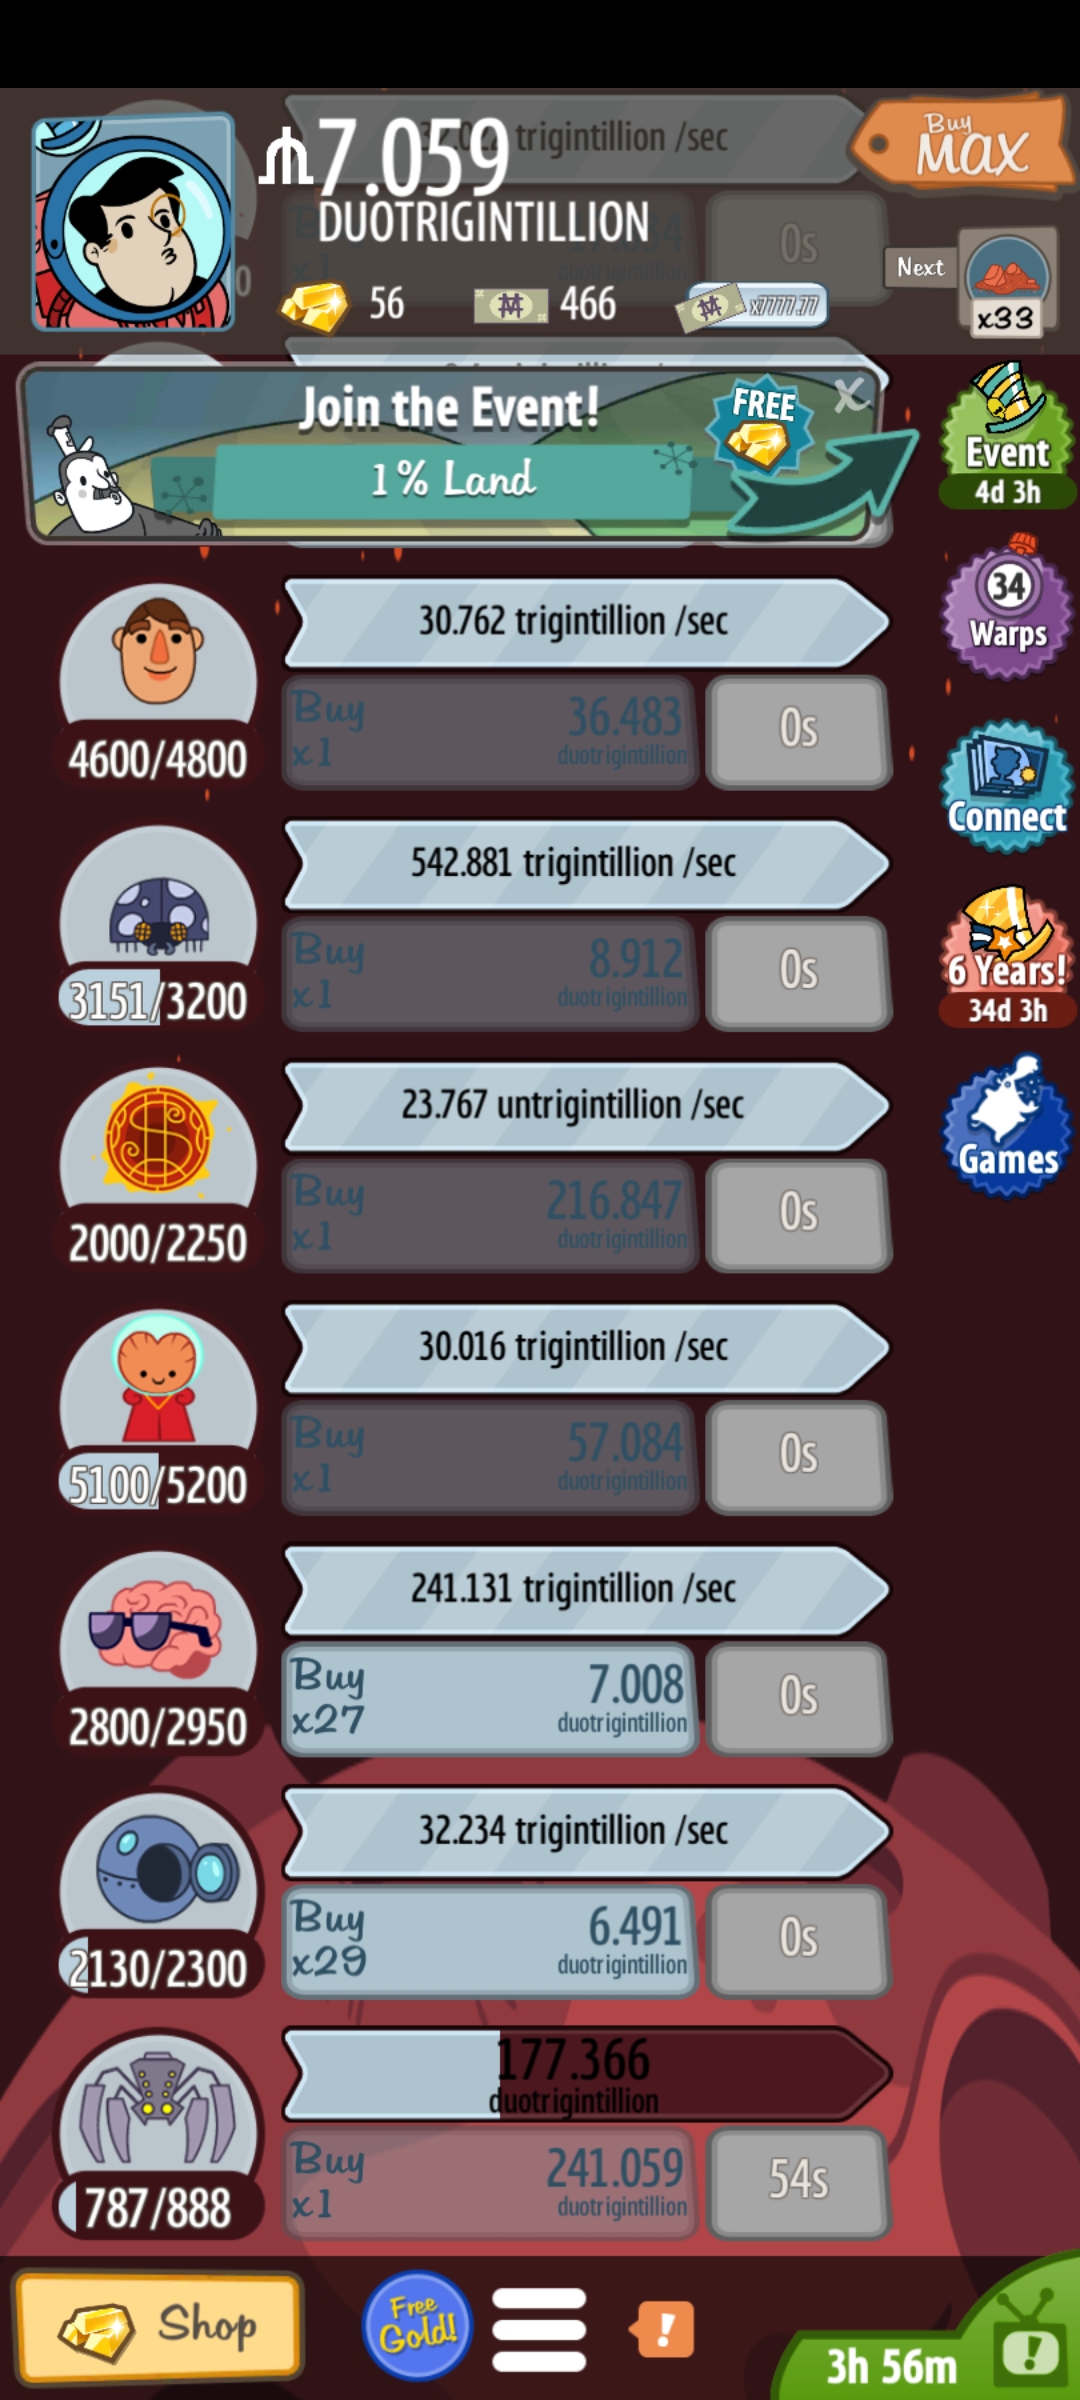 trigintillion /sec
Buy
MAX
₼7.059
DUOTRIGINTILLION
0s
Next
56
466
x7777.77
x33
Join the Event!
FREE
X
1% Land
Event
4d 3h
30.762 trigintillion /sec
34
Warps
Buy
x1
36.483
duotrigintillion
0s
4600/4800
Connect
542.881 trigintillion /sec
Buy
x1
8.912
duotrigintillion
0s
3151/3200
6 Years!
34d 3h
23.767 untrigintillion /sec
Games
Buy
x1
216.847
duotrigintillion
0s
2000/2250
30.016 trigintillion /sec
Buy
x1
57.084
duotrigintillion
0s
5100/5200
241.131 trigintillion /sec
Buy
x27
7.008
duotrigintillion
0s
2800/2950
32.234 trigintillion /sec
Buy
x29
6.491
duotrigintillion
0s
2130/2300
177.366
duotrigintillion
Buy
x1
241.059
duotrigintillion
54s
787/888
Shop
Free
Gold!
!
3h 56m
!